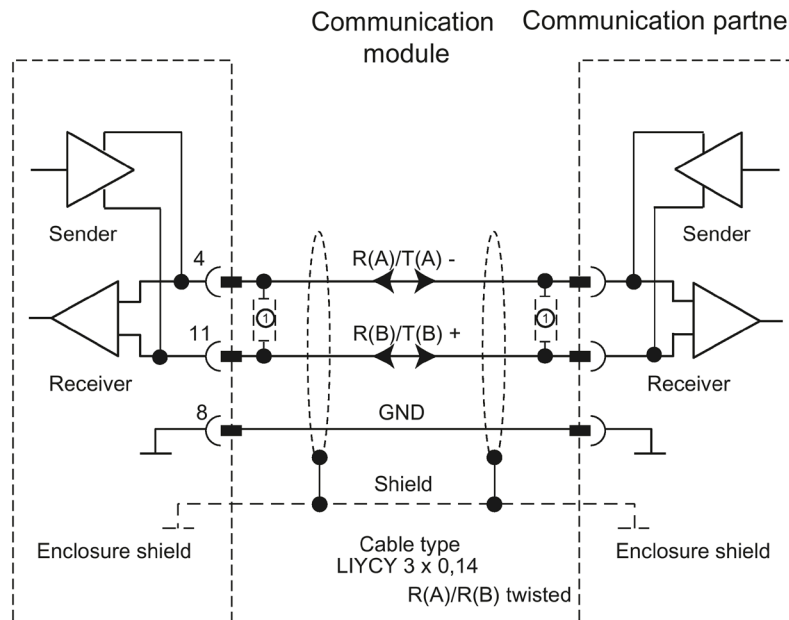 Communication
module
Communication partne
Sender
Sender
4
R(A)/T(A) -
1
1
11
R(B)/T(B) +
Receiver
Receiver
8
GND
Shield
Enclosure shield
Enclosure shield
Cable type
LIYCY 3 x 0,14
R(A)/R(B) twisted